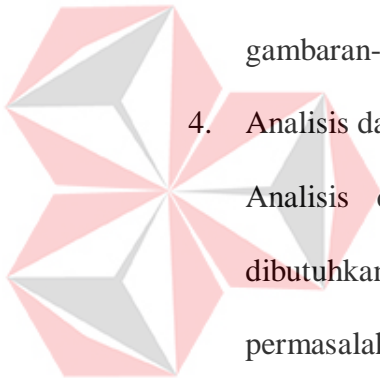 gambaran-
4. Analisis da
Analisis
dibutuhkan
permasalah